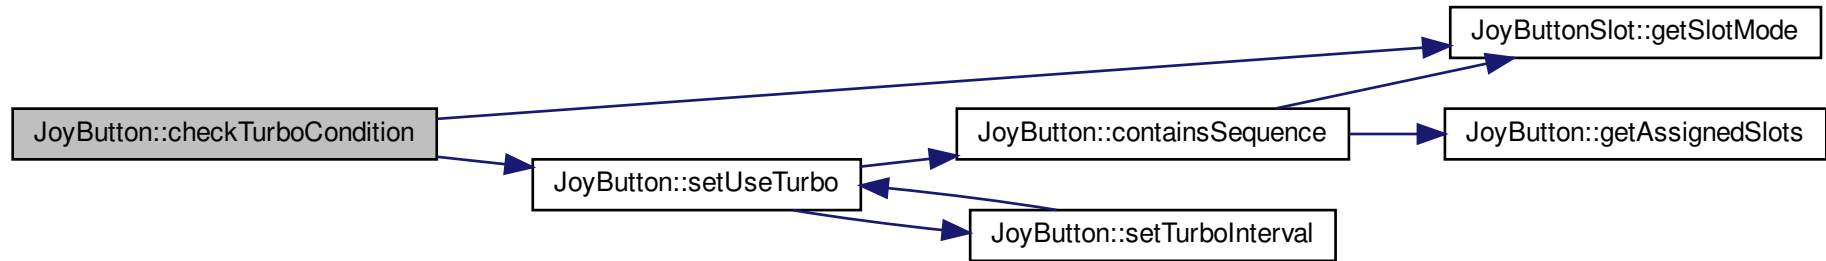 JoyButtonSlot::getSlotMode
JoyButton::checkTurboCondition
JoyButton::containsSequence
JoyButton::getAssignedSlots
JoyButton::setUseTurbo
JoyButton::setTurboInterval